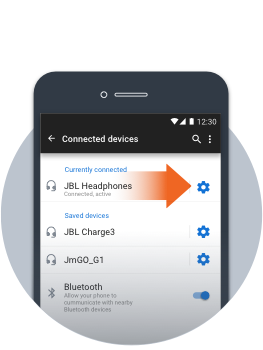 12:30
Connected devices
Currently connected
JBL Headphones
Connected, active
Saved devices
JBL Charge3
JmGO_G1
Bluetooth
Allow your phone to
communicate with nearby
Bluetooth devices